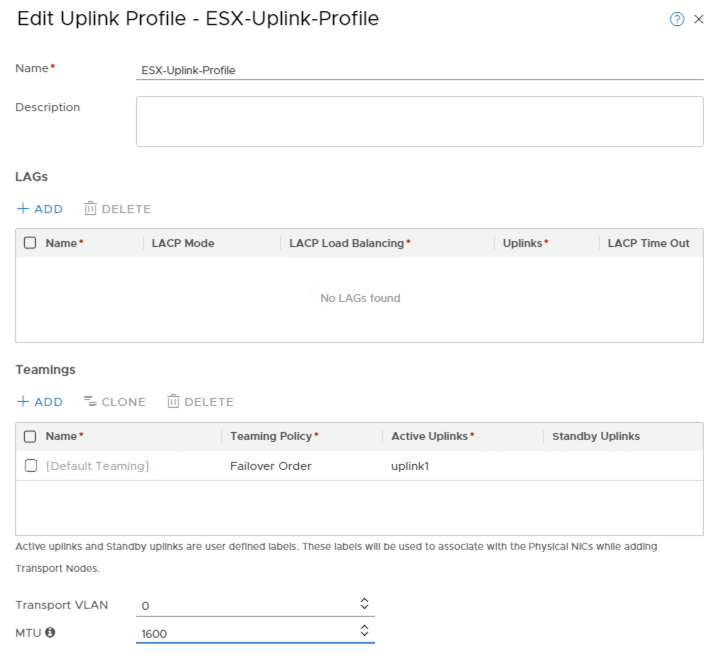 Edit Uplink Profile - ESX-Uplink-Profile
Name* ESX-Uplink-Profile
Description
LAGs
+ ADD DELETE
Name* LACP Mode LACP Load Balancing* Uplinks* LACP Time Out
No LAGs found
Teamings
+ ADD CLONE DELETE
Name* Teaming Policy* Active Uplinks* Standby Uplinks
[Default Teaming] Failover Order uplink1
Active uplinks and Standby uplinks are user defined labels. These labels will be used to associate with the Physical NICs while adding
Transport Nodes.
Transport VLAN 0
MTU 1600